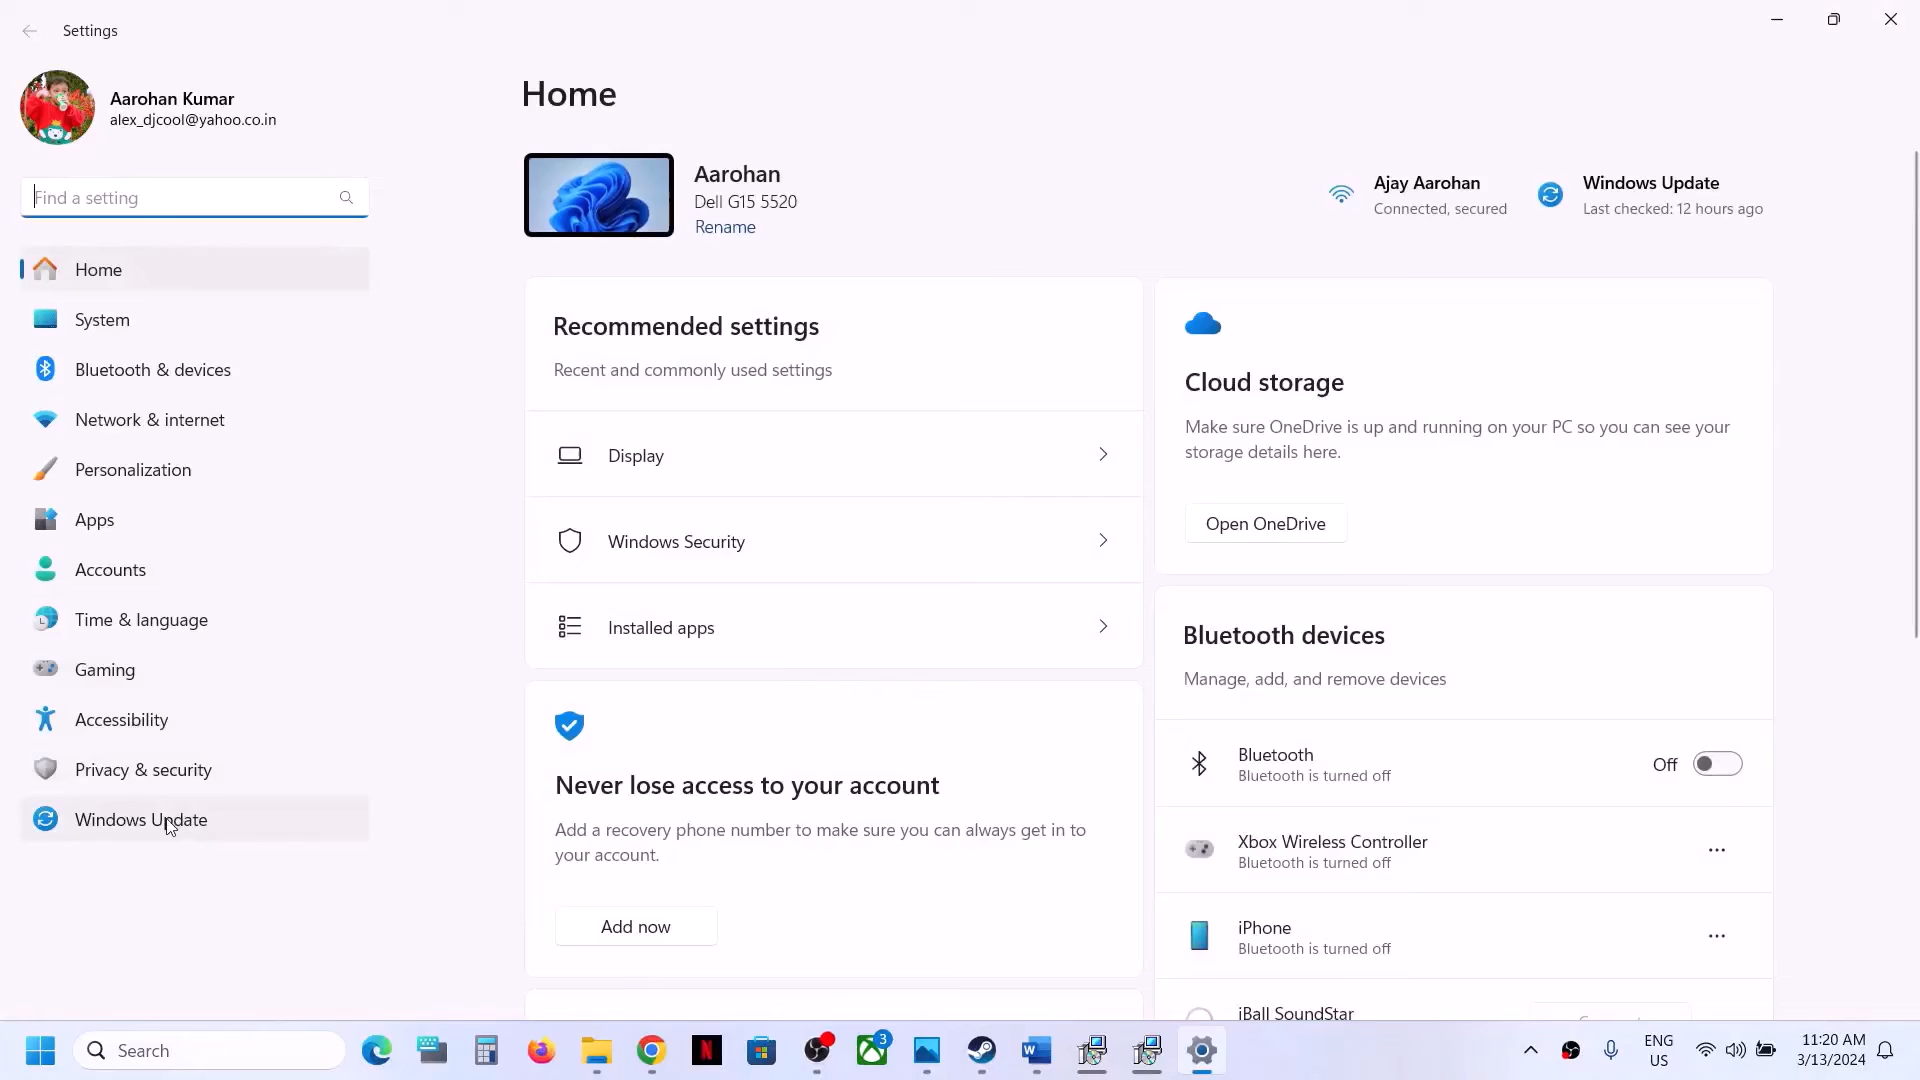 Settings
Aarohan Kumar
alex_djcool@yahoo.co.in
Find a setting
Home
System
Bluetooth & devices
Network & internet
Personalization
Apps
Accounts
Time & language
Gaming
Accessibility
Privacy & security
Windows Update
Home
Aarohan
Dell G15 5520
Rename
Ajay Aarohan
Connected, secured
Windows Update
Last checked: 12 hours ago
Recommended settings
Recent and commonly used settings
Display
Windows Security
Installed apps
Never lose access to your account
Add a recovery phone number to make sure you can always get in to
your account.
Add now
Cloud storage
Make sure OneDrive is up and running on your PC so you can see your
storage details here.
Open OneDrive
Bluetooth devices
Manage, add, and remove devices
Bluetooth
Bluetooth is turned off
Off
Xbox Wireless Controller
Bluetooth is turned off
iPhone
Bluetooth is turned off
iBall SoundStar
Search
3
ENG
US
11:20 AM
3/13/2024